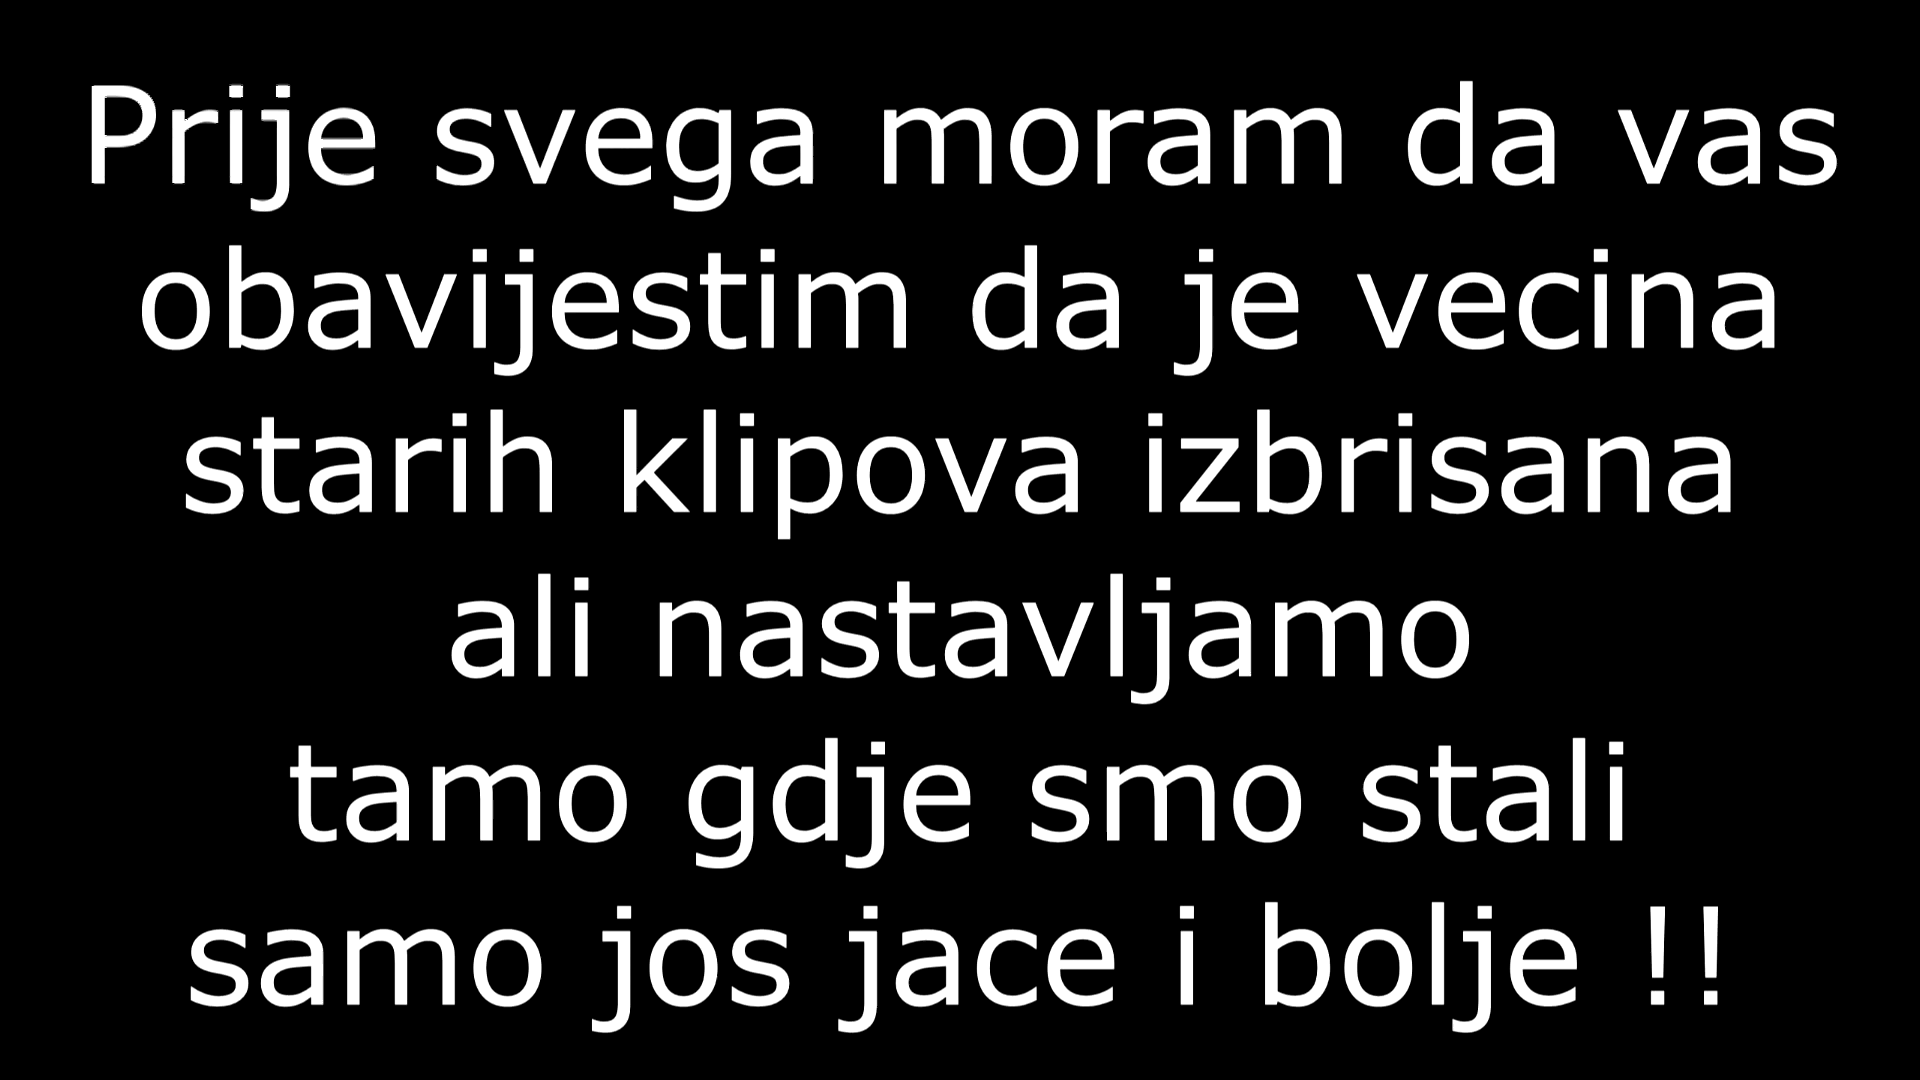 Prije svega moram da vas
obavijestim da je vecina
starih klipova izbrisana
ali nastavljamo
tamo gdje smo stali
samo jos jace i bolje !!